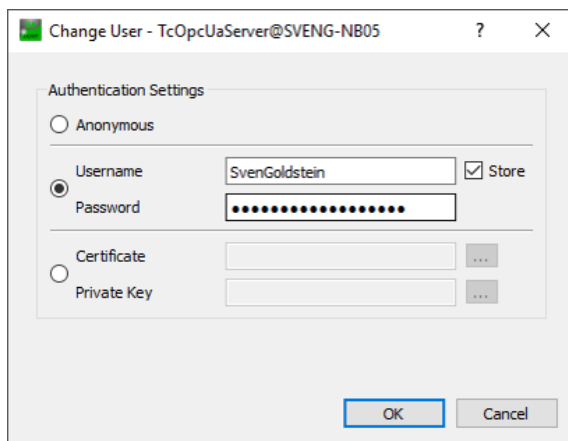 Change User - TcOpcUaServer@SVENG-NB05
Authentication Settings
Anonymous
Username SvenGoldstein Store
Password ••••••••••••••••••
Certificate ...
Private Key ...
OK Cancel